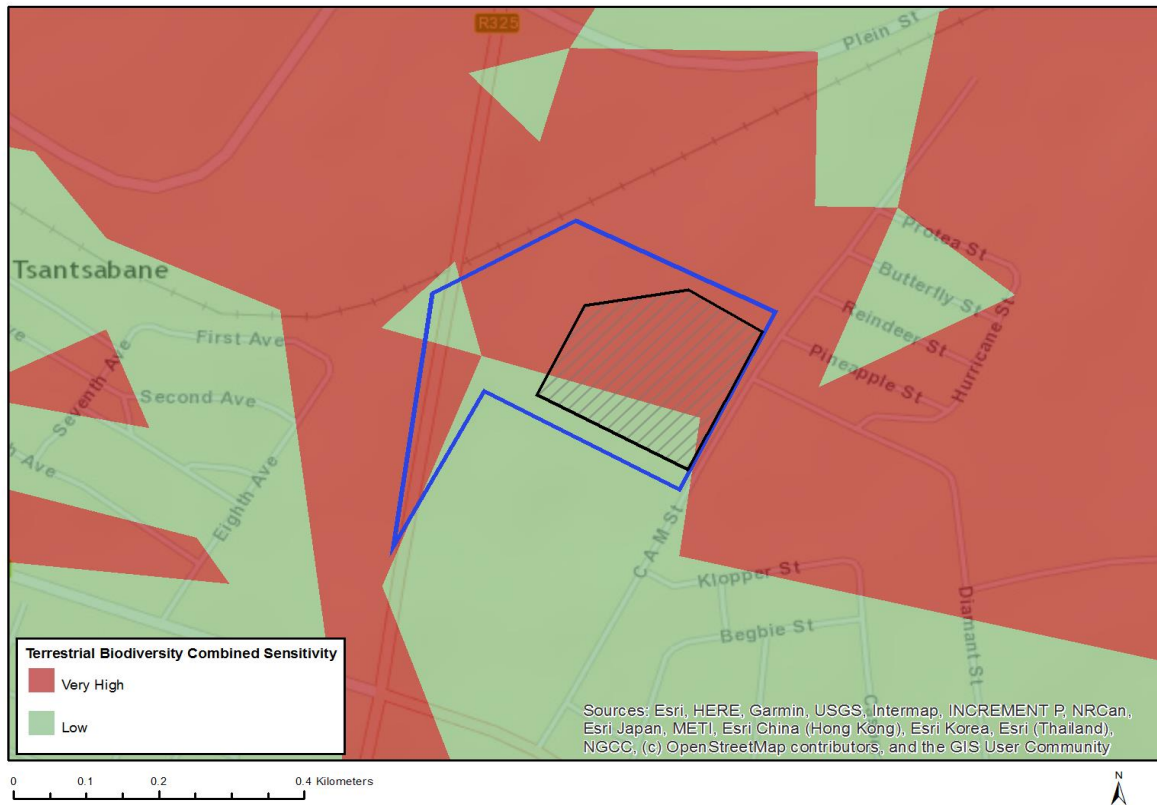 R325
Plein St
Tsantsabane
Protea St
Butterfly St
Reindeer St
Hurricane St
Pineapple St
First Ave
Seventh Ave
Second Ave
Ave
Eighth Ave
C A M St
Klopper St
Begbie St
Diamant St
Terrestrial Biodiversity Combined Sensitivity
Very High
Low
Sources: Esri, HERE, Garmin, USGS, Intermap, INCREMENT P, NRCan,
Esri Japan, METI, Esri China (Hong Kong), Esri Korea, Esri (Thailand),
NGCC, (c) OpenStreetMap contributors, and the GIS User Community
0 0.1 0.2 0.4 Kilometers
N